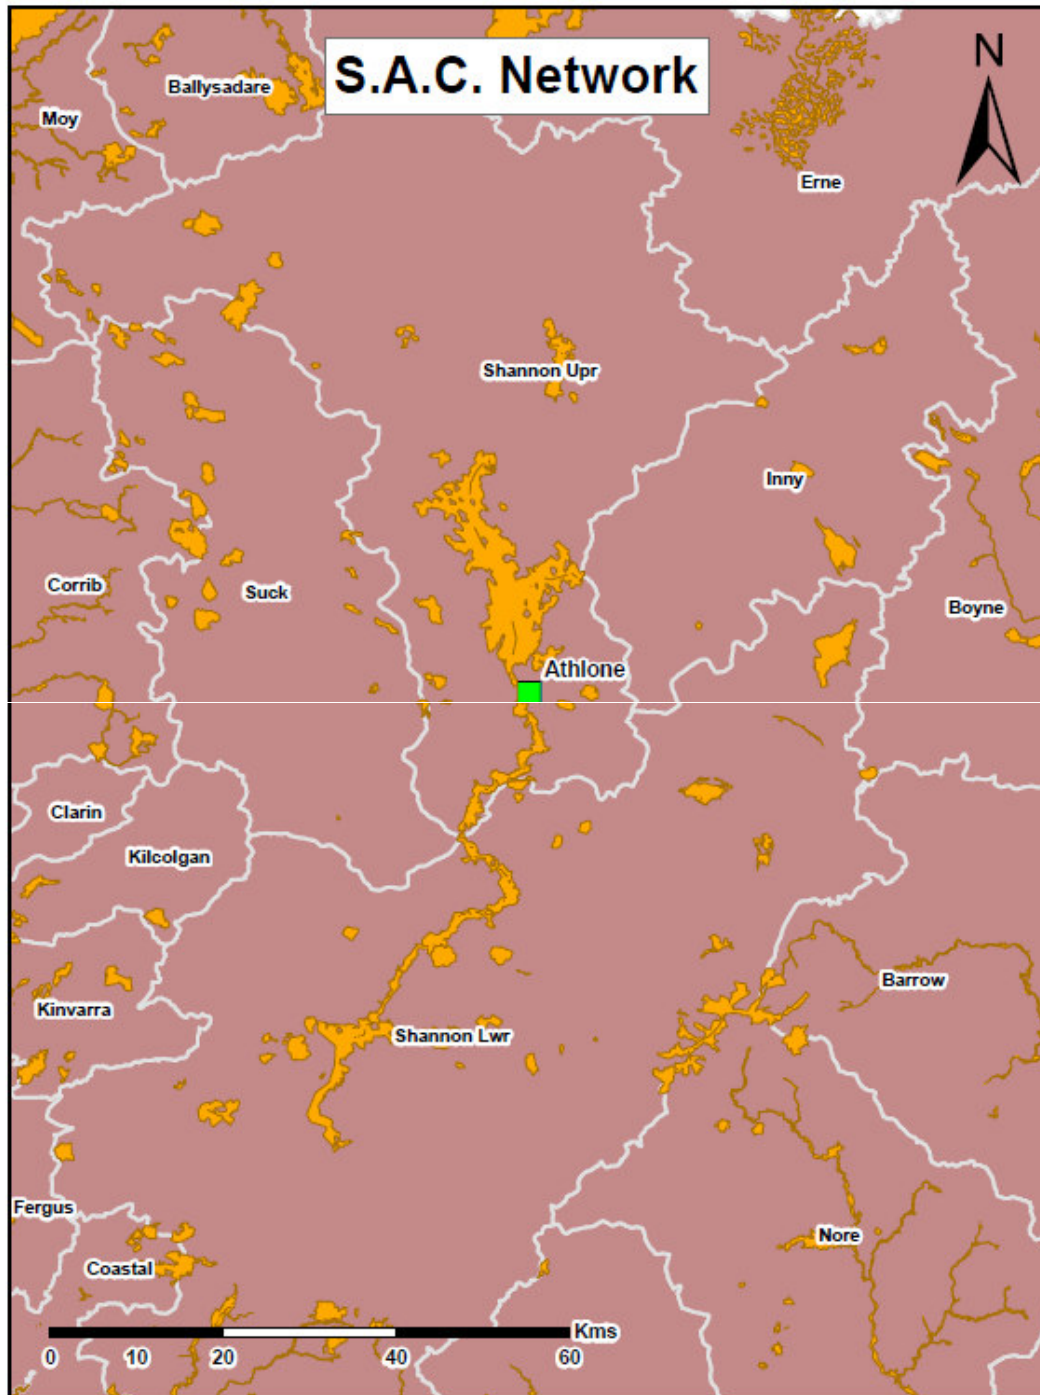 S.A.C. Network
N
Ballysadare
Moy
Erne
Shannon Upr
Inny
Corrib
Suck
Boyne
Athlone
Clarin
Kilcolgan
Barrow
Kinvarra
Shannon Lwr
Fergus
Nore
Coastal
Kms
0 10 20 40 60